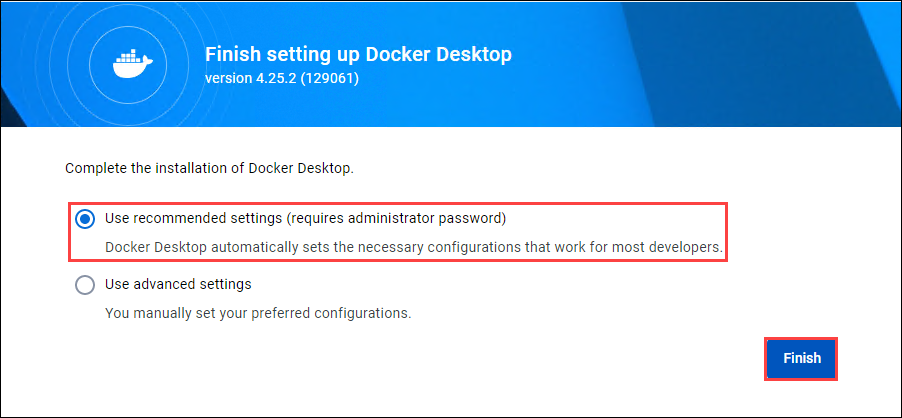 Finish setting up Docker Desktop
version 4.25.2 (129061)
Complete the installation of Docker Desktop.
Use recommended settings (requires administrator password)
Docker Desktop automatically sets the necessary configurations that work for most developers.
Use advanced settings
You manually set your preferred configurations.
Finish